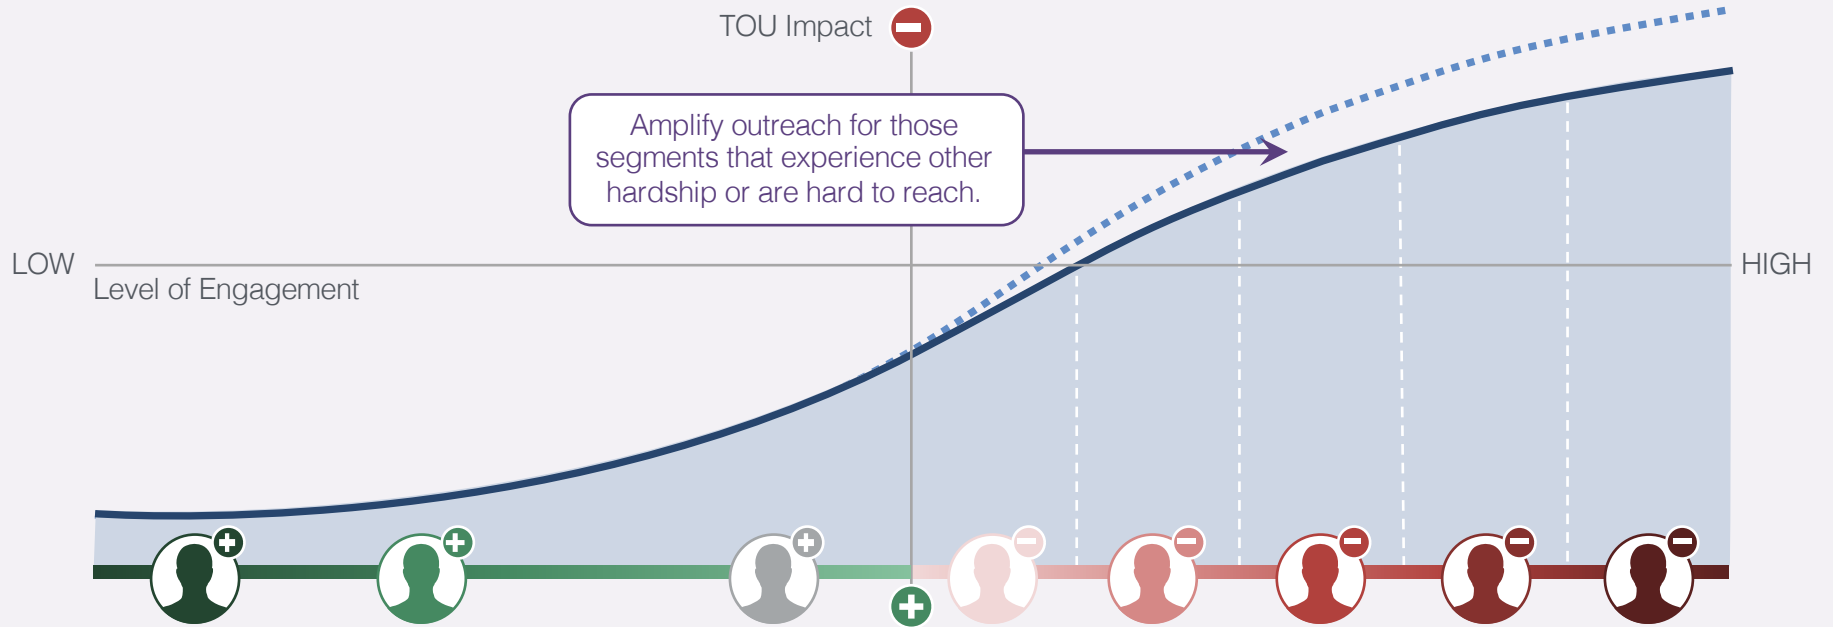 TOU Impact
Amplify outreach for those
segments that experience other
hardship or are hard to reach.
LOW
HIGH
Level of Engagement